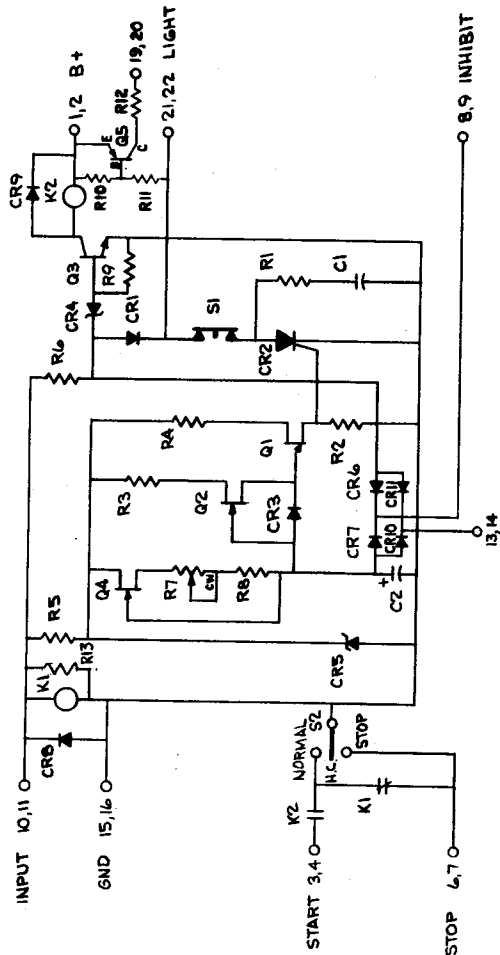 CR9
K2
1,2 B+
E
Q5
B
C
R12
19,20
R10
R11
21,22 LIGHT
Q3
R9
CR4
CR1
R6
S1
R1
C1
CR2
R4
Q1
R2
R3
Q2
CR3
CR6
CR7
CR10
CR11
8,9 INHIBIT
13,14
Q4
R7
CW
R8
+
C2
R5
R13
K1
CR5
CR8
INPUT 10,11
GND 15,16
NORMAL
S2
H.C.
STOP
K2
K1
START 3,4
STOP 6,7